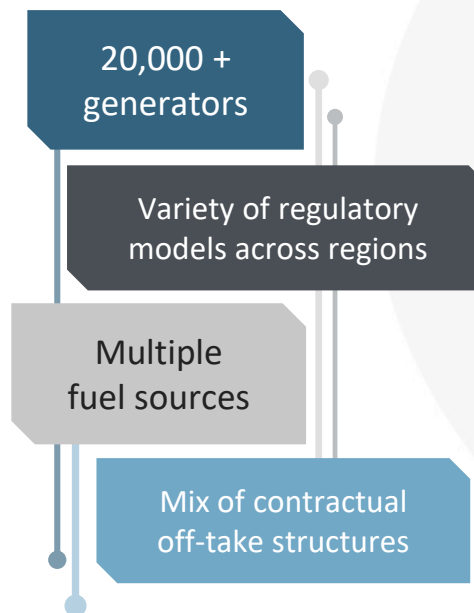 20,000 +
generators
Variety of regulatory
models across regions
Multiple
fuel sources
Mix of contractual
off-take structures